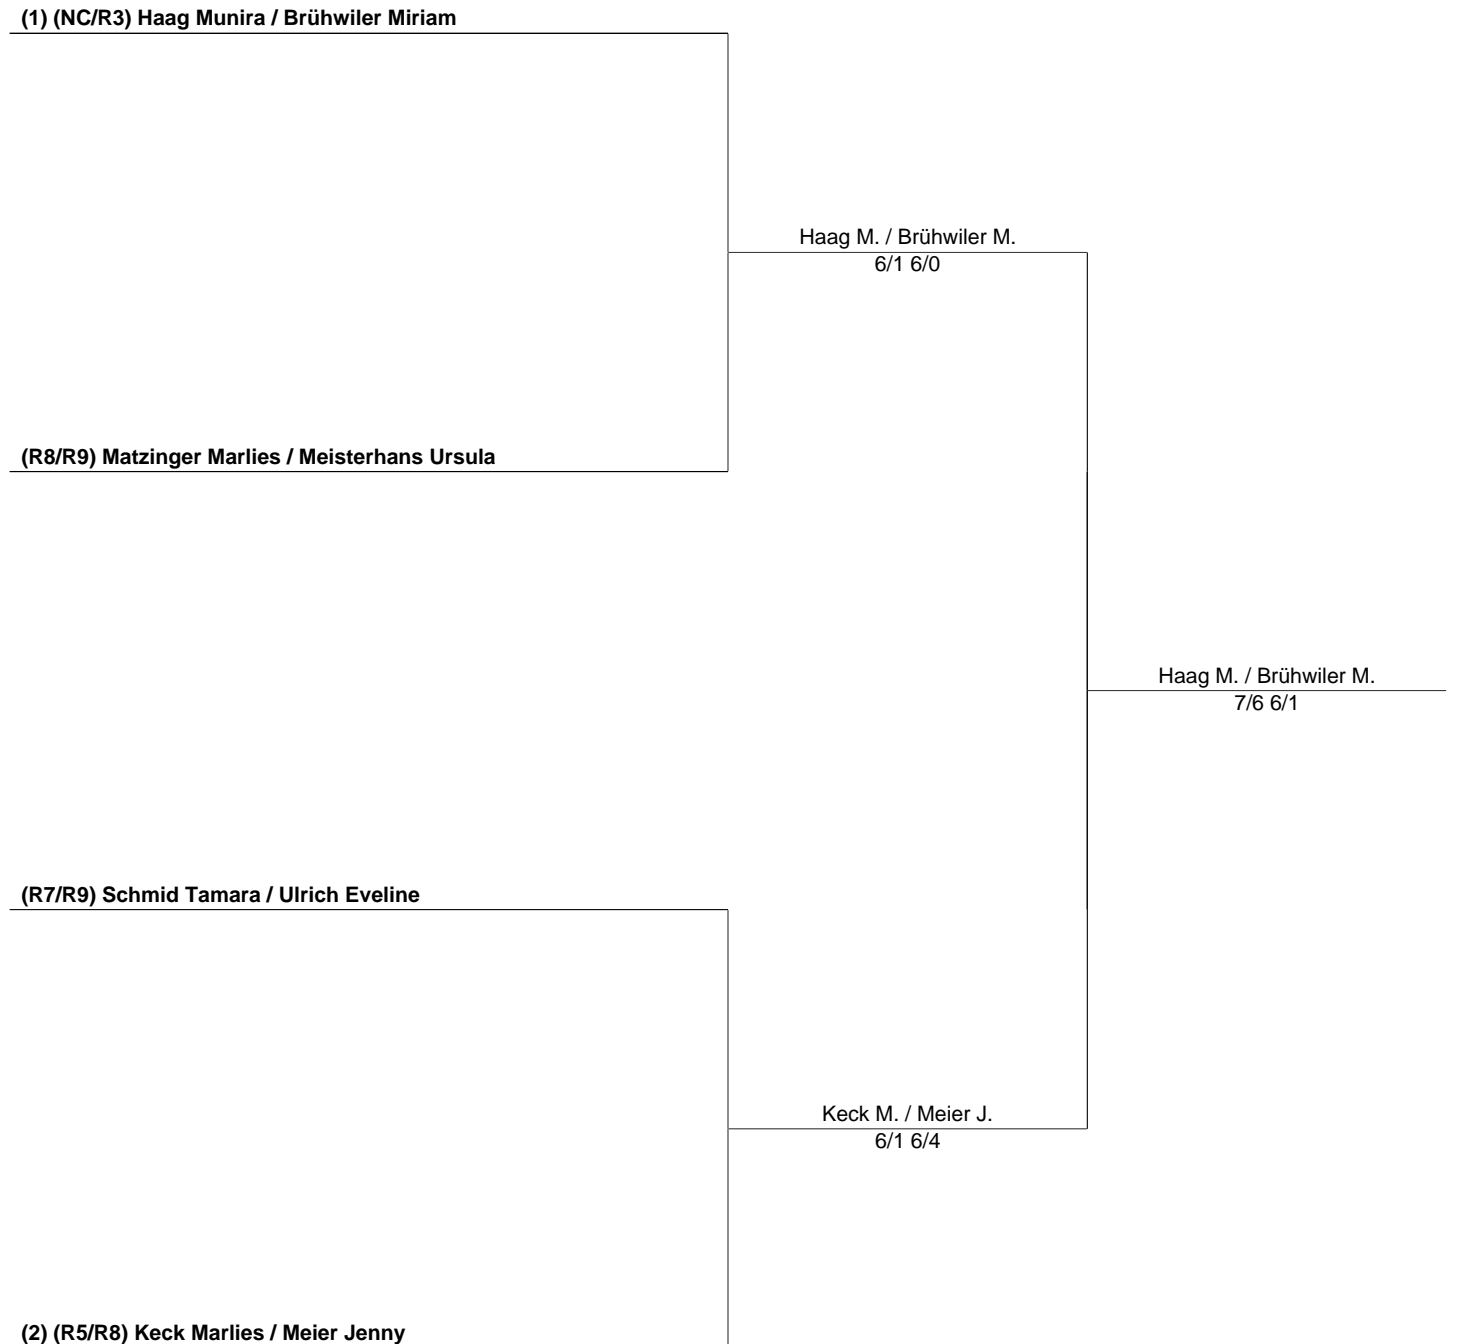 (1) (NC/R3) Haag Munira / Brühwiler Miriam
Haag M. / Brühwiler M.
6/1 6/0
(R8/R9) Matzinger Marlies / Meisterhans Ursula
Haag M. / Brühwiler M.
7/6 6/1
(R7/R9) Schmid Tamara / Ulrich Eveline
Keck M. / Meier J.
6/1 6/4
(2) (R5/R8) Keck Marlies / Meier Jenny